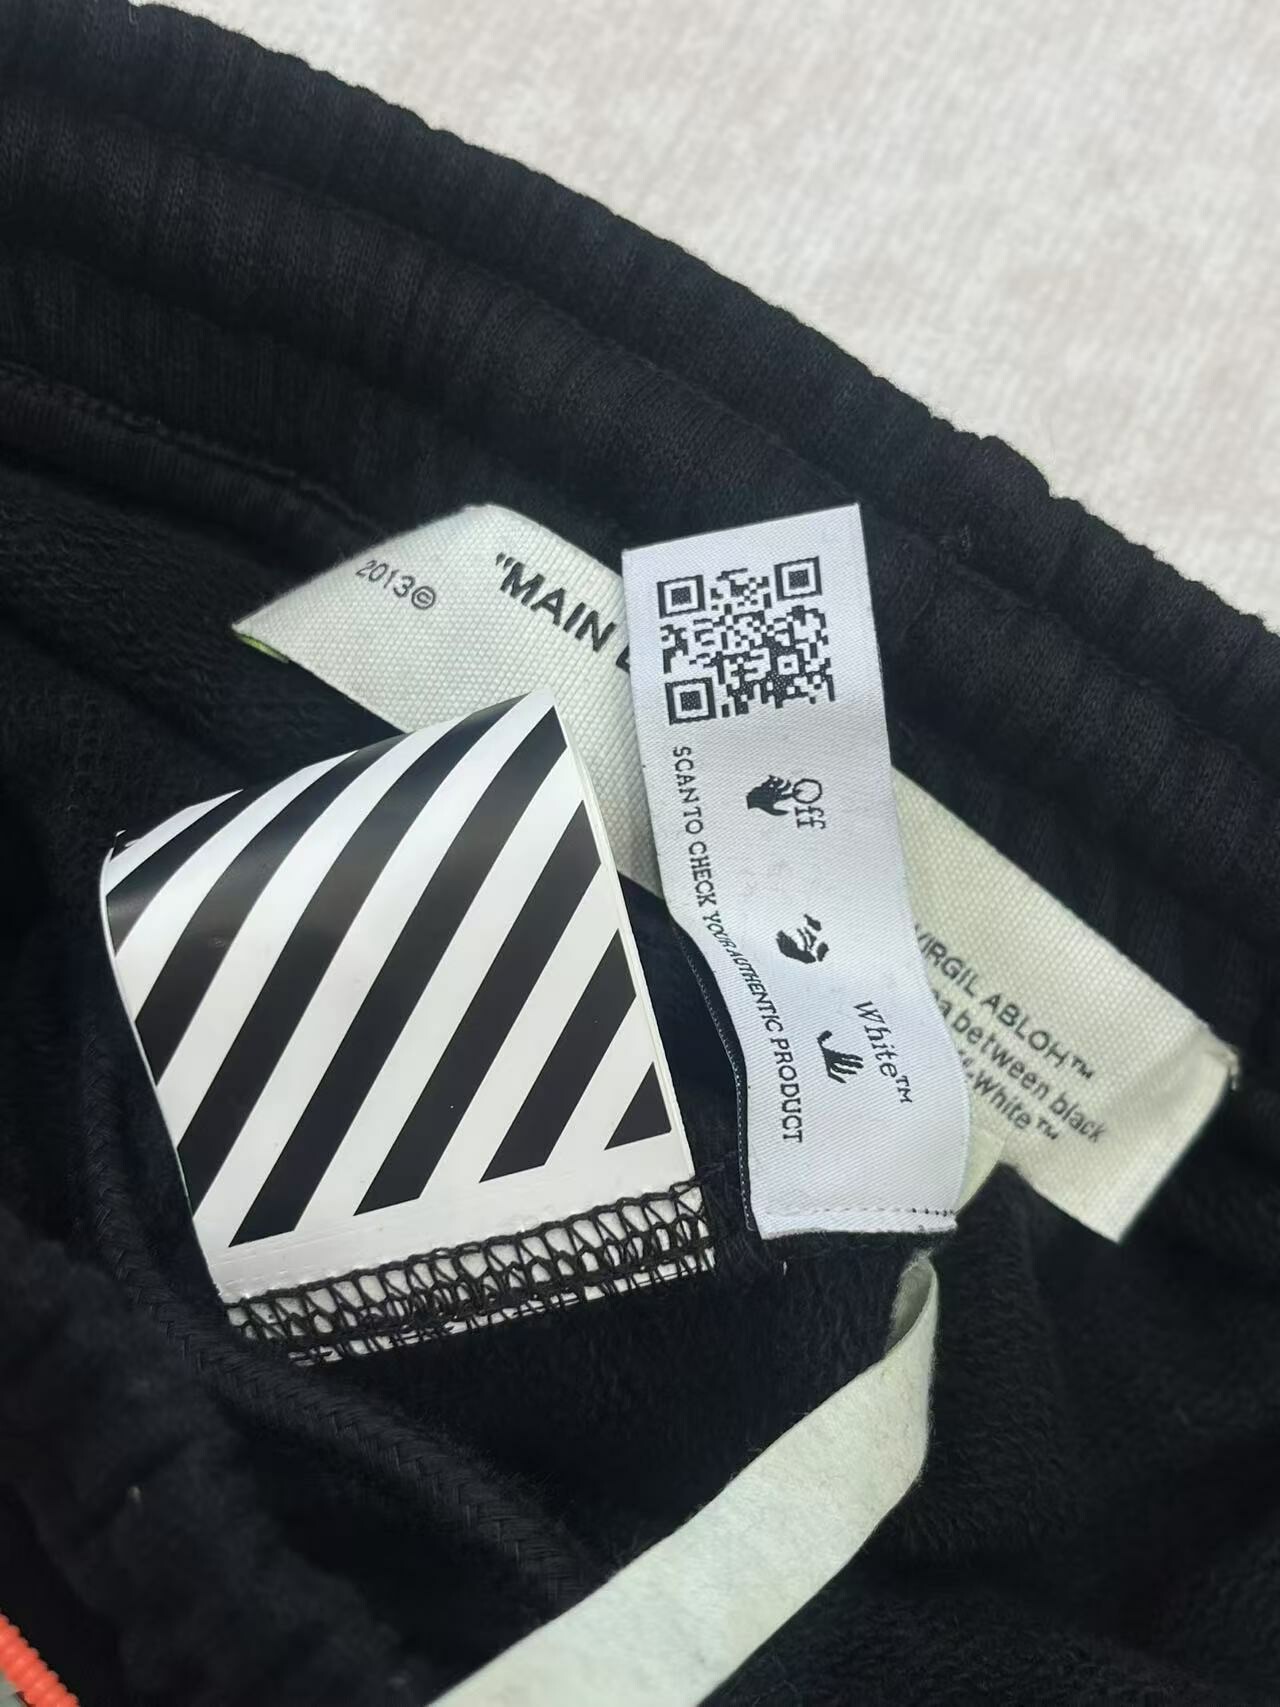 2013©
"MAIN
Off
White™
SCAN TO CHECK YOUR AUTHENTIC PRODUCT
VIRGIL ABLOH™
between black
White™